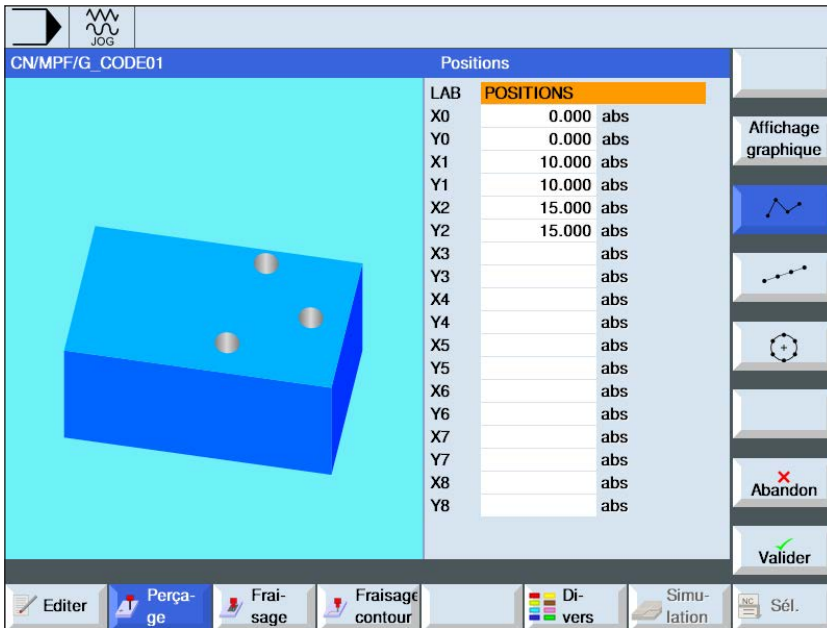 JOG
CN/MPF/G_CODE01
Positions
LAB POSITIONS
X0 0.000 abs
Y0 0.000 abs
X1 10.000 abs
Y1 10.000 abs
X2 15.000 abs
Y2 15.000 abs
X3 abs
Y3 abs
X4 abs
Y4 abs
X5 abs
Y5 abs
X6 abs
Y6 abs
X7 abs
Y7 abs
X8 abs
Y8 abs
Affichage
graphique
Abandon
Valider
Editer
Perça-
ge
Frai-
sage
Fraisage
contour
Di-
vers
Simu-
lation
NC
Sél.